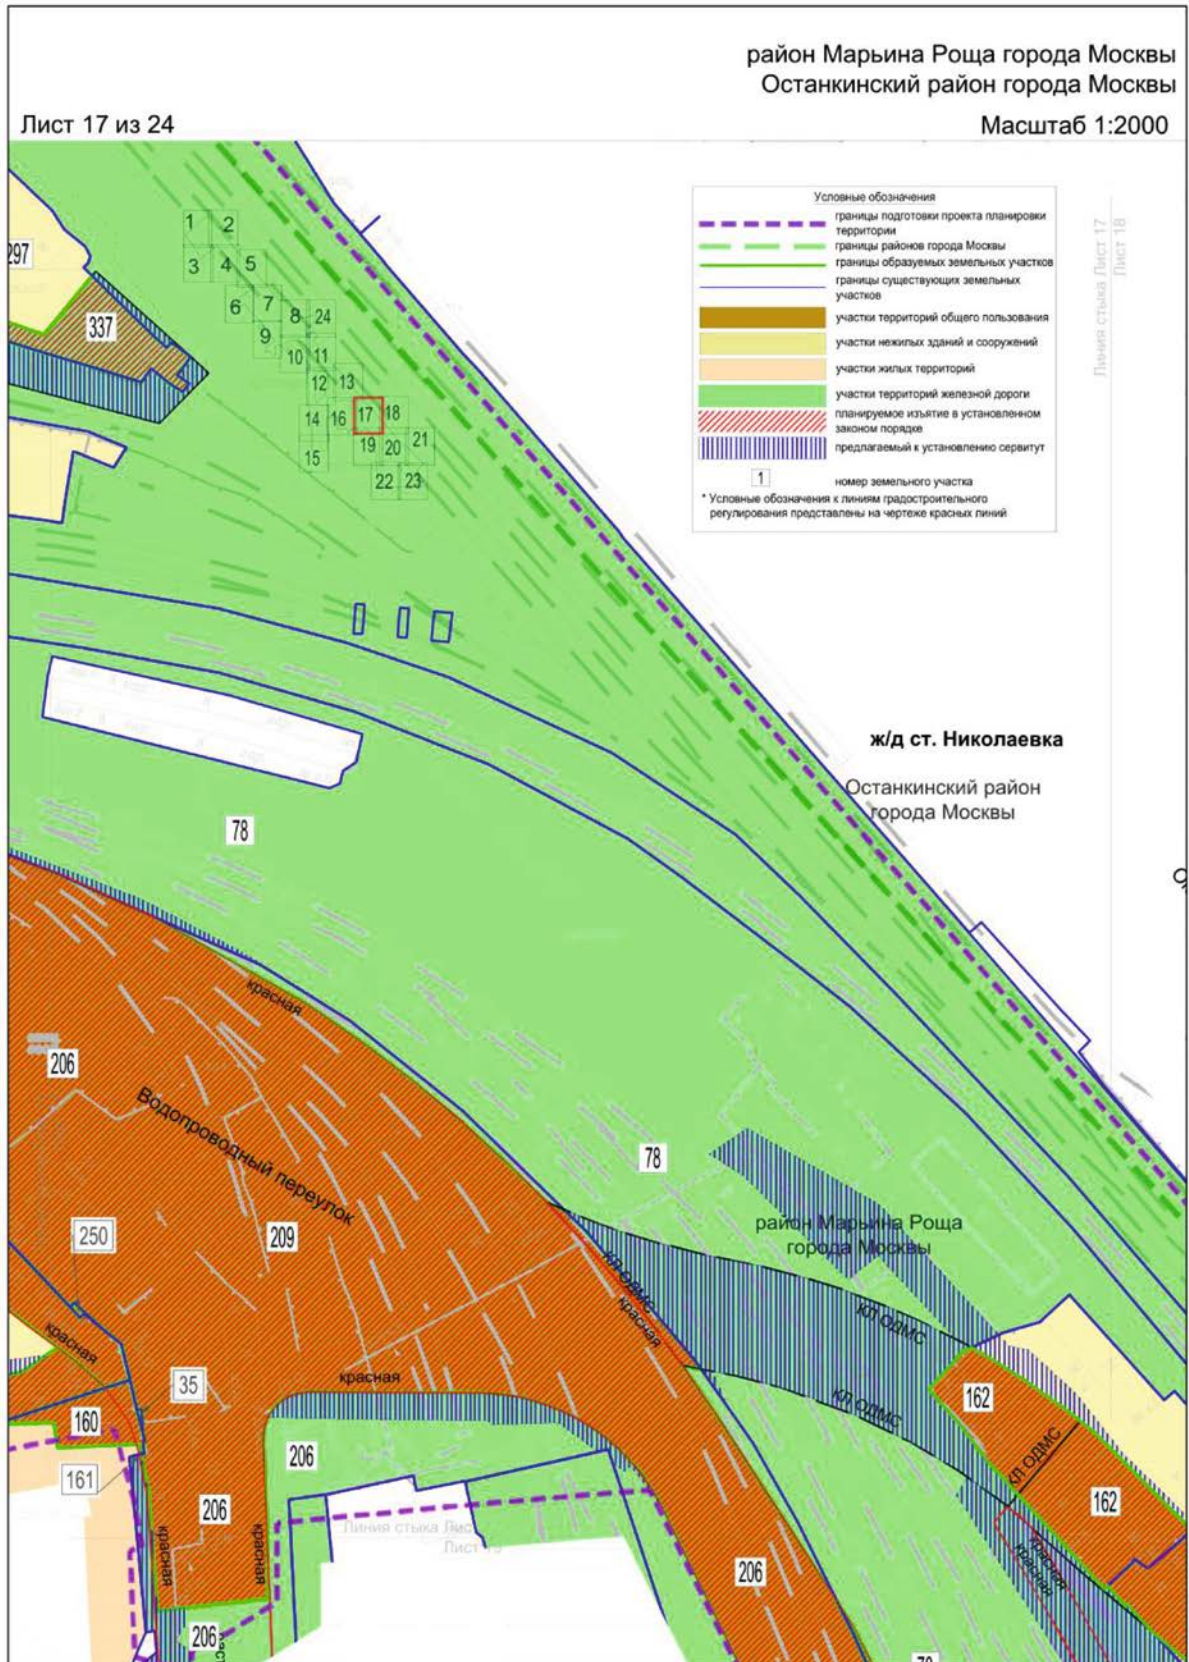 район Марьина Роща города Москвы
Останкинский район города Москвы
Лист 17 из 24
Масштаб 1:2000
Условные обозначения
границы подготовки проекта планировки
территории
границы районов города Москвы
границы образуемых земельных участков
границы существующих земельных
участков
участки территорий общего пользования
участки нежилых зданий и сооружений
участки жилых территорий
участки территорий железной дороги
планируемое изъятие в установленном
законом порядке
предлагаемый к установлению сервитут
1
номер земельного участка
* Условные обозначения к линиям градостроительного
регулирования представлены на чертеже красных линий
Линия стыка Лист 17
Лист 18
1
2
3
4
5
6
7
8
24
9
10
11
12
13
14
16
17
18
15
19
20
21
22
23
297
337
ж/д ст. Николаевка
Останкинский район
города Москвы
78
красная
206
Водопроводный переулок
78
район Марьина Роща
города Москвы
250
209
КЛ ОДМС
красная
КЛ ОДМС
красная
35
красная
КЛ ОДМС
162
160
206
КЛ ОДМС
161
162
206
Линия стыка
Лист
красная
красная
красная
красная
206
206